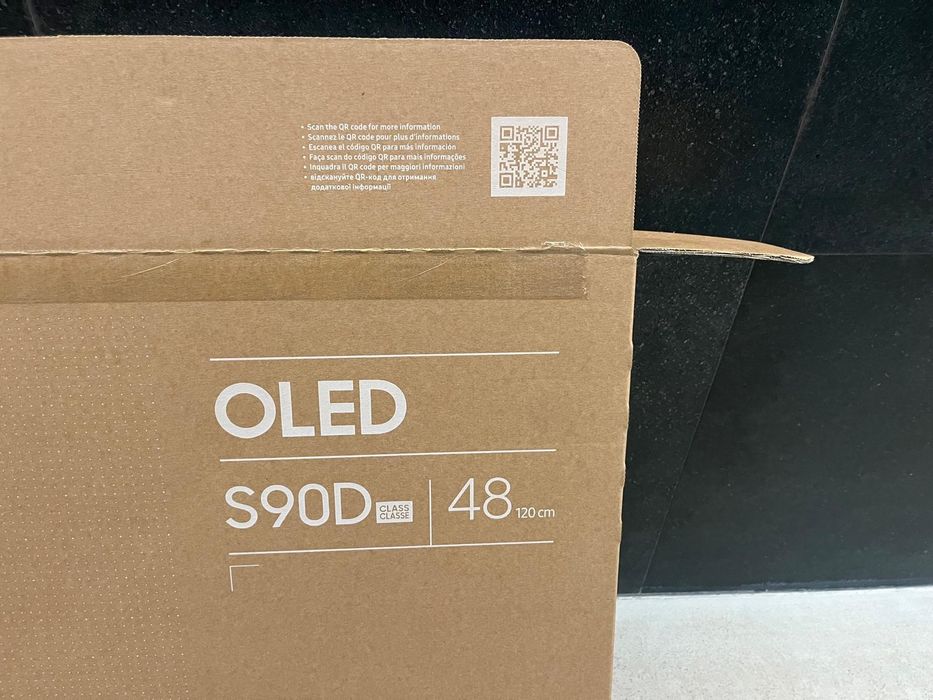 • Scan the QR code for more information
• Scannez le QR code pour plus d'informations
• Escanea el código QR para más información
• Faça scan do código QR para mais informações
• Inquadra il QR code per maggiori informazioni
• відскануйте QR-код для отримання
додаткової інформації
OLED
S90D CLASS
CLASSE
48 120 cm